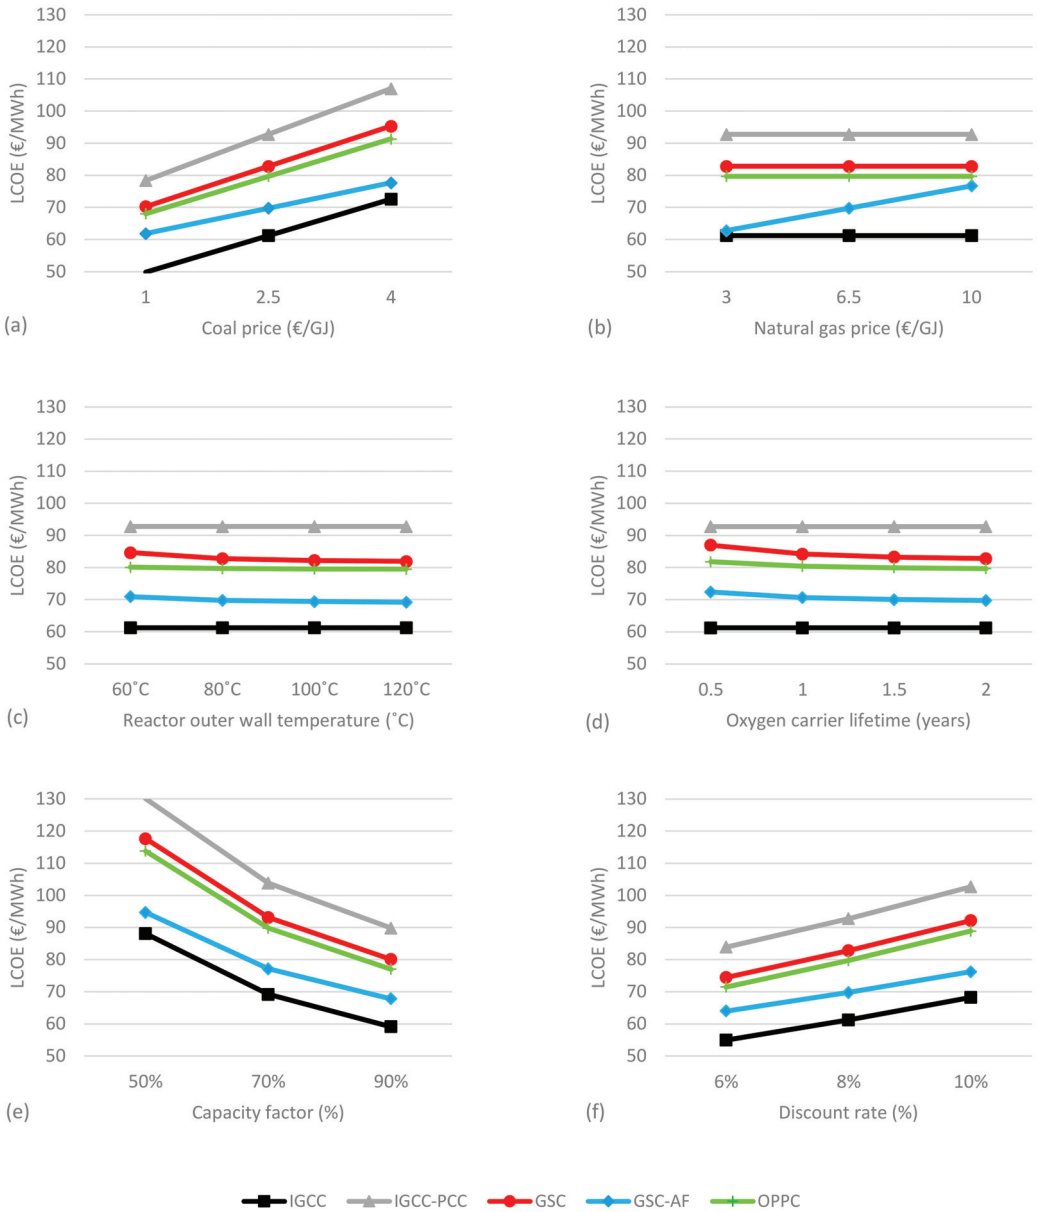 130
120
110
100
90
80
70
60
50
LCOE (€/MWh)
1 2.5 4
(a) Coal price (€/GJ)
130
120
110
100
90
80
70
60
50
LCOE (€/MWh)
3 6.5 10
(b) Natural gas price (€/GJ)
130
120
110
100
90
80
70
60
50
LCOE (€/MWh)
60˚C 80˚C 100˚C 120˚C
(c) Reactor outer wall temperature (˚C)
130
120
110
100
90
80
70
60
50
LCOE (€/MWh)
0.5 1 1.5 2
(d) Oxygen carrier lifetime (years)
130
120
110
100
90
80
70
60
50
LCOE (€/MWh)
50% 70% 90%
(e) Capacity factor (%)
130
120
110
100
90
80
70
60
50
LCOE (€/MWh)
6% 8% 10%
(f) Discount rate (%)
IGCC IGCC-PCC GSC GSC-AF OPPC